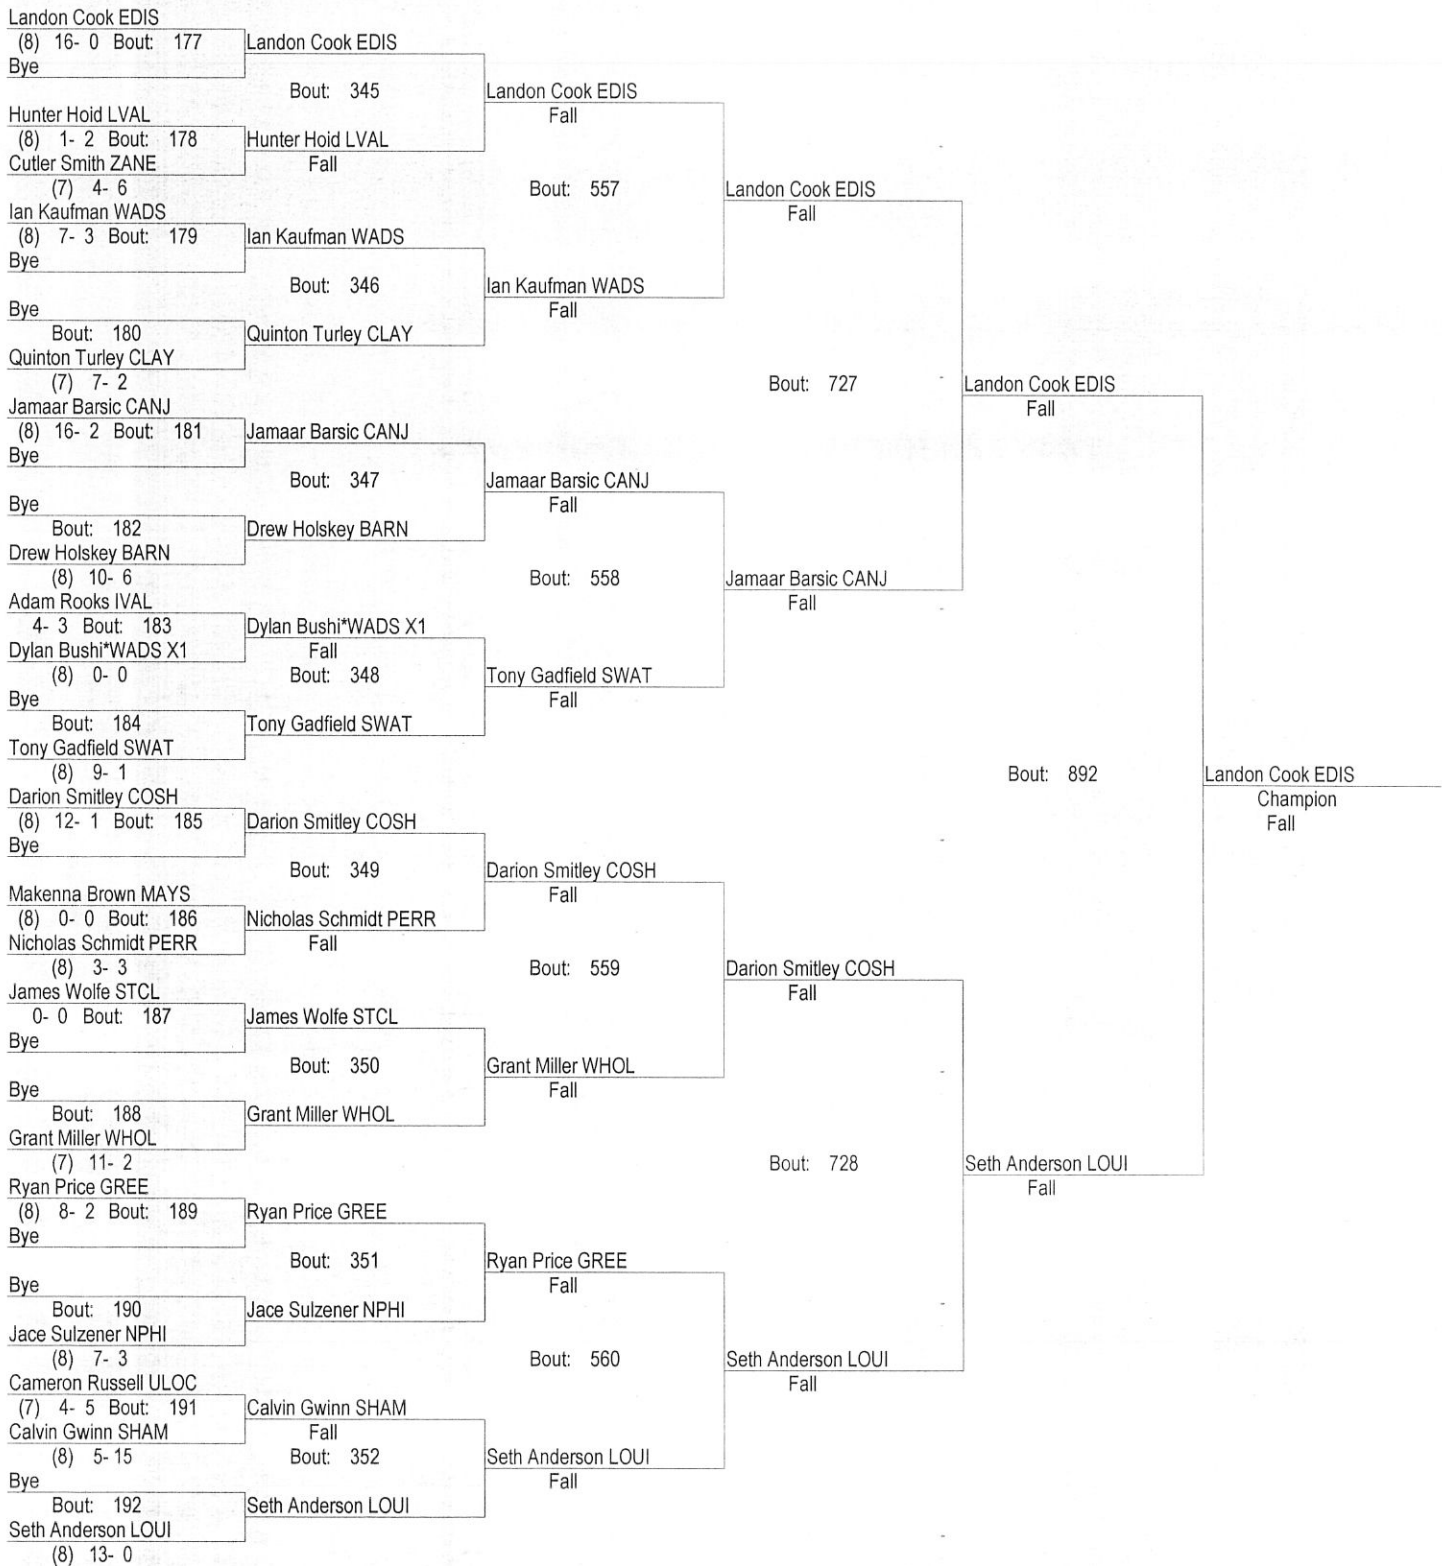 Landon Cook EDIS
(8) 16- 0 Bout: 177
Bye
Hunter Hoid LVAL
(8) 1- 2 Bout: 178
Cutler Smith ZANE
(7) 4- 6
Ian Kaufman WADS
(8) 7- 3 Bout: 179
Bye
Bye
Bout: 180
Quinton Turley CLAY
(7) 7- 2
Jamaar Barsic CANJ
(8) 16- 2 Bout: 181
Bye
Bye
Bout: 182
Drew Holskey BARN
(8) 10- 6
Adam Rooks IVAL
4- 3 Bout: 183
Dylan Bushi*WADS X1
(8) 0- 0
Bye
Bout: 184
Tony Gadfield SWAT
(8) 9- 1
Darion Smitley COSH
(8) 12- 1 Bout: 185
Bye
Makenna Brown MAYS
(8) 0- 0 Bout: 186
Nicholas Schmidt PERR
(8) 3- 3
James Wolfe STCL
0- 0 Bout: 187
Bye
Bye
Bout: 188
Grant Miller WHOL
(7) 11- 2
Ryan Price GREE
(8) 8- 2 Bout: 189
Bye
Bye
Bout: 190
Jace Sulzener NPHI
(8) 7- 3
Cameron Russell ULOC
(7) 4- 5 Bout: 191
Calvin Gwinn SHAM
(8) 5- 15
Bye
Bout: 192
Seth Anderson LOUI
(8) 13- 0
Landon Cook EDIS
Bout: 345
Hunter Hoid LVAL
Fall
Ian Kaufman WADS
Bout: 346
Quinton Turley CLAY
Jamaar Barsic CANJ
Bout: 347
Drew Holskey BARN
Dylan Bushi*WADS X1
Fall
Bout: 348
Tony Gadfield SWAT
Darion Smitley COSH
Bout: 349
Nicholas Schmidt PERR
Fall
James Wolfe STCL
Bout: 350
Grant Miller WHOL
Ryan Price GREE
Bout: 351
Jace Sulzener NPHI
Calvin Gwinn SHAM
Fall
Bout: 352
Seth Anderson LOUI
Landon Cook EDIS
Fall
Bout: 557
Ian Kaufman WADS
Fall
Jamaar Barsic CANJ
Fall
Bout: 558
Tony Gadfield SWAT
Fall
Darion Smitley COSH
Fall
Bout: 559
Grant Miller WHOL
Fall
Ryan Price GREE
Fall
Bout: 560
Seth Anderson LOUI
Fall
Landon Cook EDIS
Fall
Bout: 727
Jamaar Barsic CANJ
Fall
Darion Smitley COSH
Fall
Bout: 728
Seth Anderson LOUI
Fall
Landon Cook EDIS
Fall
Bout: 892
Seth Anderson LOUI
Fall
Landon Cook EDIS
Champion
Fall